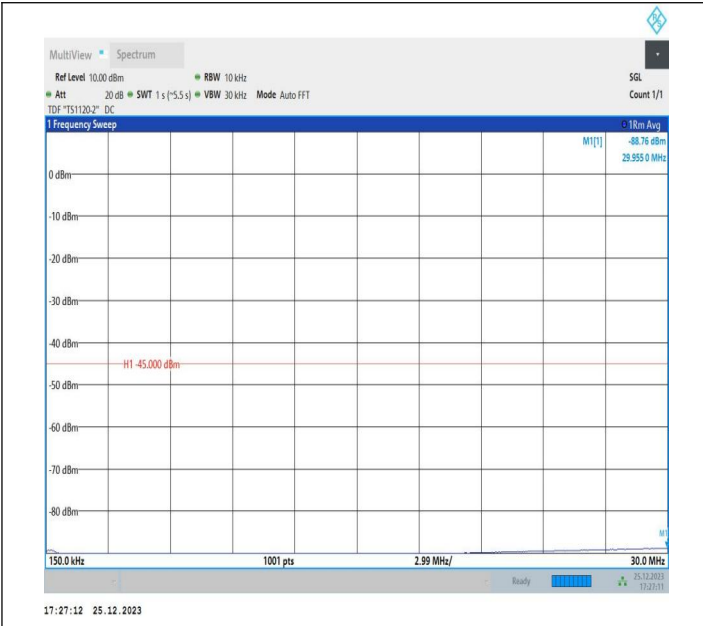 MultiView Spectrum
Ref Level 10.00 dBm RBW 10 kHz SGL
Att 20 dB SWT 1 s (~5.5 s) VBW 30 kHz Mode Auto FFT Count 1/1
TDF "TS1120-2" DC
1 Frequency Sweep 1Rm Avg
M1[1] -88.76 dBm
29.955 0 MHz
0 dBm
-10 dBm
-20 dBm
-30 dBm
-40 dBm
H1 -45.000 dBm
-50 dBm
-60 dBm
-70 dBm
-80 dBm
M1
150.0 kHz 1001 pts 2.99 MHz/ 30.0 MHz
Ready 25.12.2023
17:27:11
17:27:12 25.12.2023